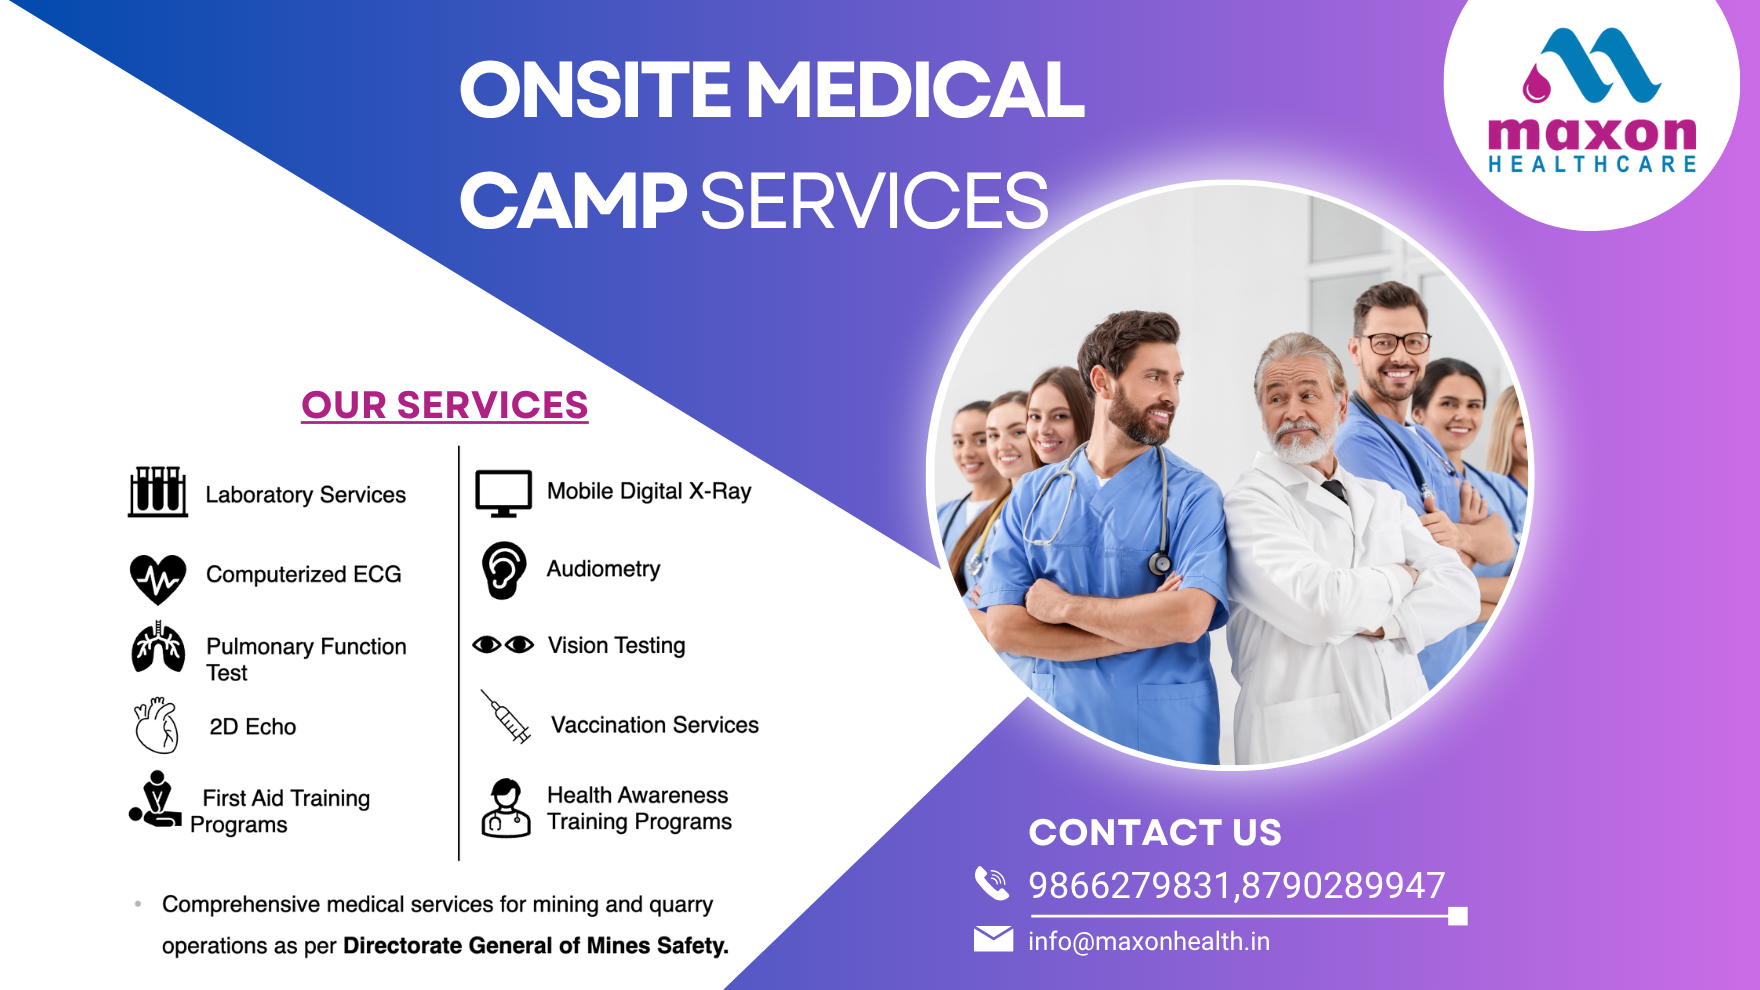 ONSITE MEDICAL
CAMP SERVICES
maxon
HEALTHCARE
OUR SERVICES
Laboratory Services
Computerized ECG
Pulmonary Function
Test
2D Echo
First Aid Training
Programs
Mobile Digital X-Ray
Audiometry
Vision Testing
Vaccination Services
Health Awareness
Training Programs
• Comprehensive medical services for mining and quarry
operations as per Directorate General of Mines Safety.
CONTACT US
9866279831,8790289947
info@maxonhealth.in